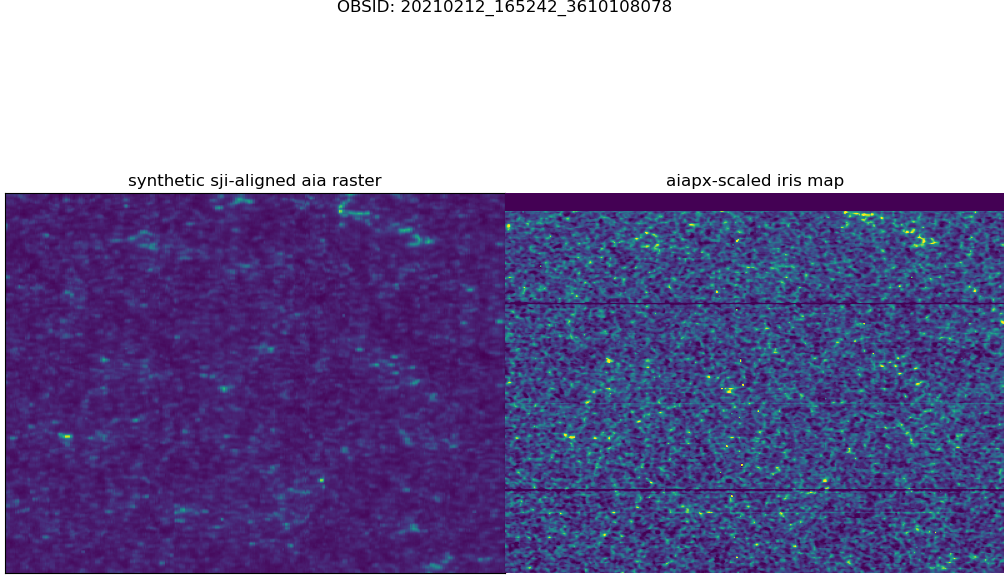 OBSID: 20210212_165242_3610108078
synthetic sji-aligned aia raster
aiapx-scaled iris map